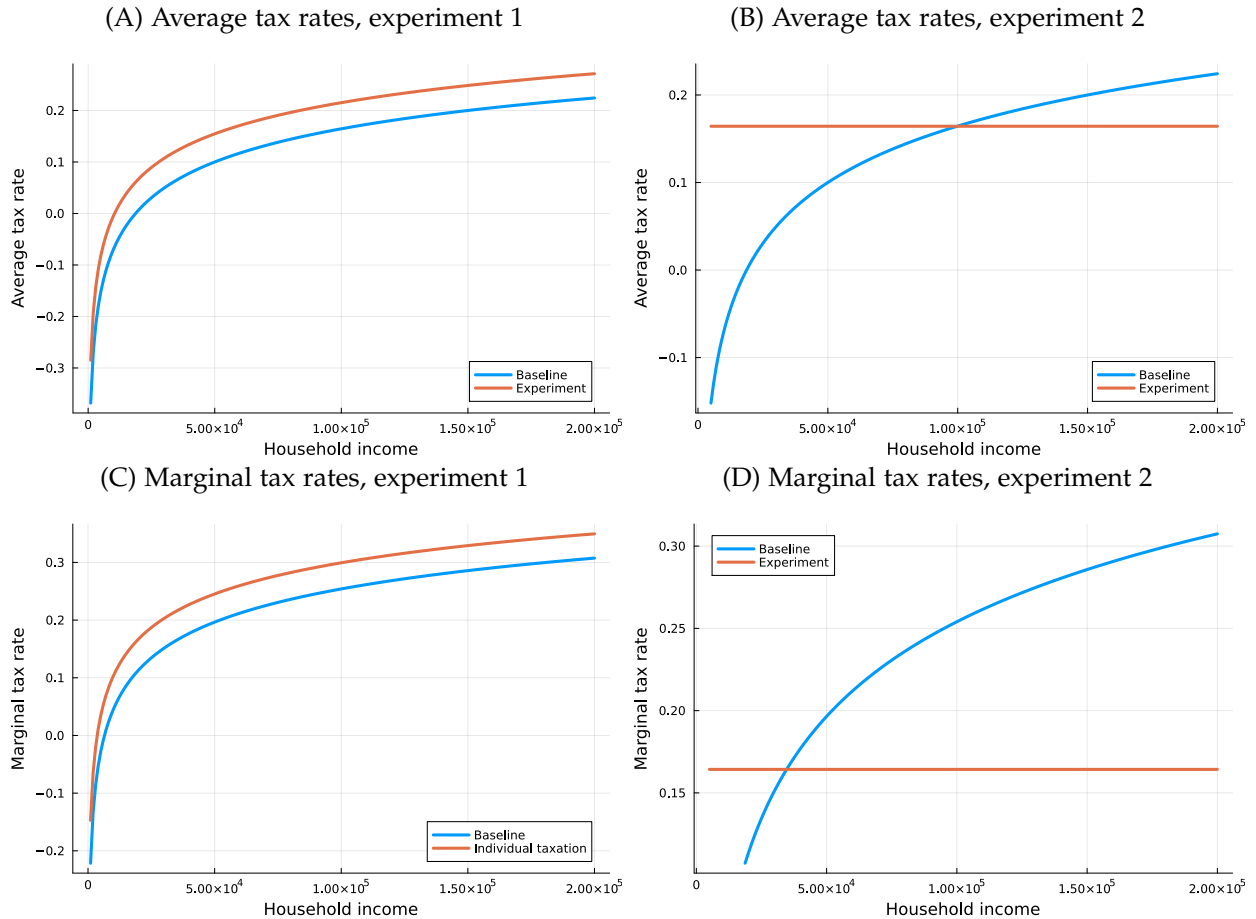 (A) Average tax rates, experiment 1
Average tax rate
0.2
0.1
0.0
−0.1
−0.2
−0.3
0
5.00×10⁴
1.00×10⁵
1.50×10⁵
2.00×10⁵
Household income
Baseline
Experiment
(B) Average tax rates, experiment 2
Average tax rate
0.2
0.1
0.0
−0.1
0
5.00×10⁴
1.00×10⁵
1.50×10⁵
2.00×10⁵
Household income
Baseline
Experiment
(C) Marginal tax rates, experiment 1
Marginal tax rate
0.3
0.2
0.1
0.0
−0.1
−0.2
0
5.00×10⁴
1.00×10⁵
1.50×10⁵
2.00×10⁵
Household income
Baseline
Individual taxation
(D) Marginal tax rates, experiment 2
Marginal tax rate
0.30
0.25
0.20
0.15
0
5.00×10⁴
1.00×10⁵
1.50×10⁵
2.00×10⁵
Household income
Baseline
Experiment